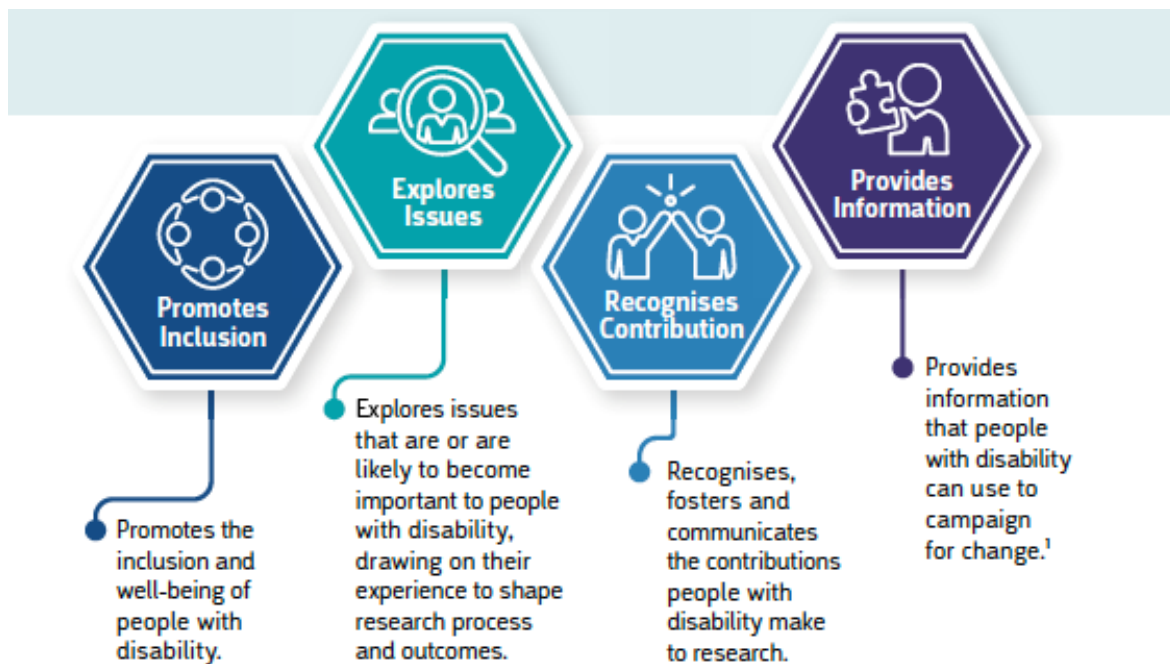 Promotes
Inclusion
Promotes the
inclusion and
well-being of
people with
disability.
Explores
Issues
Explores issues
that are or are
likely to become
important to people
with disability,
drawing on their
experience to shape
research process
and outcomes.
Recognises
Contribution
Recognises,
fosters and
communicates
the contributions
people with
disability make
to research.
Provides
Information
Provides
information
that people
with disability
can use to
campaign
for change.¹